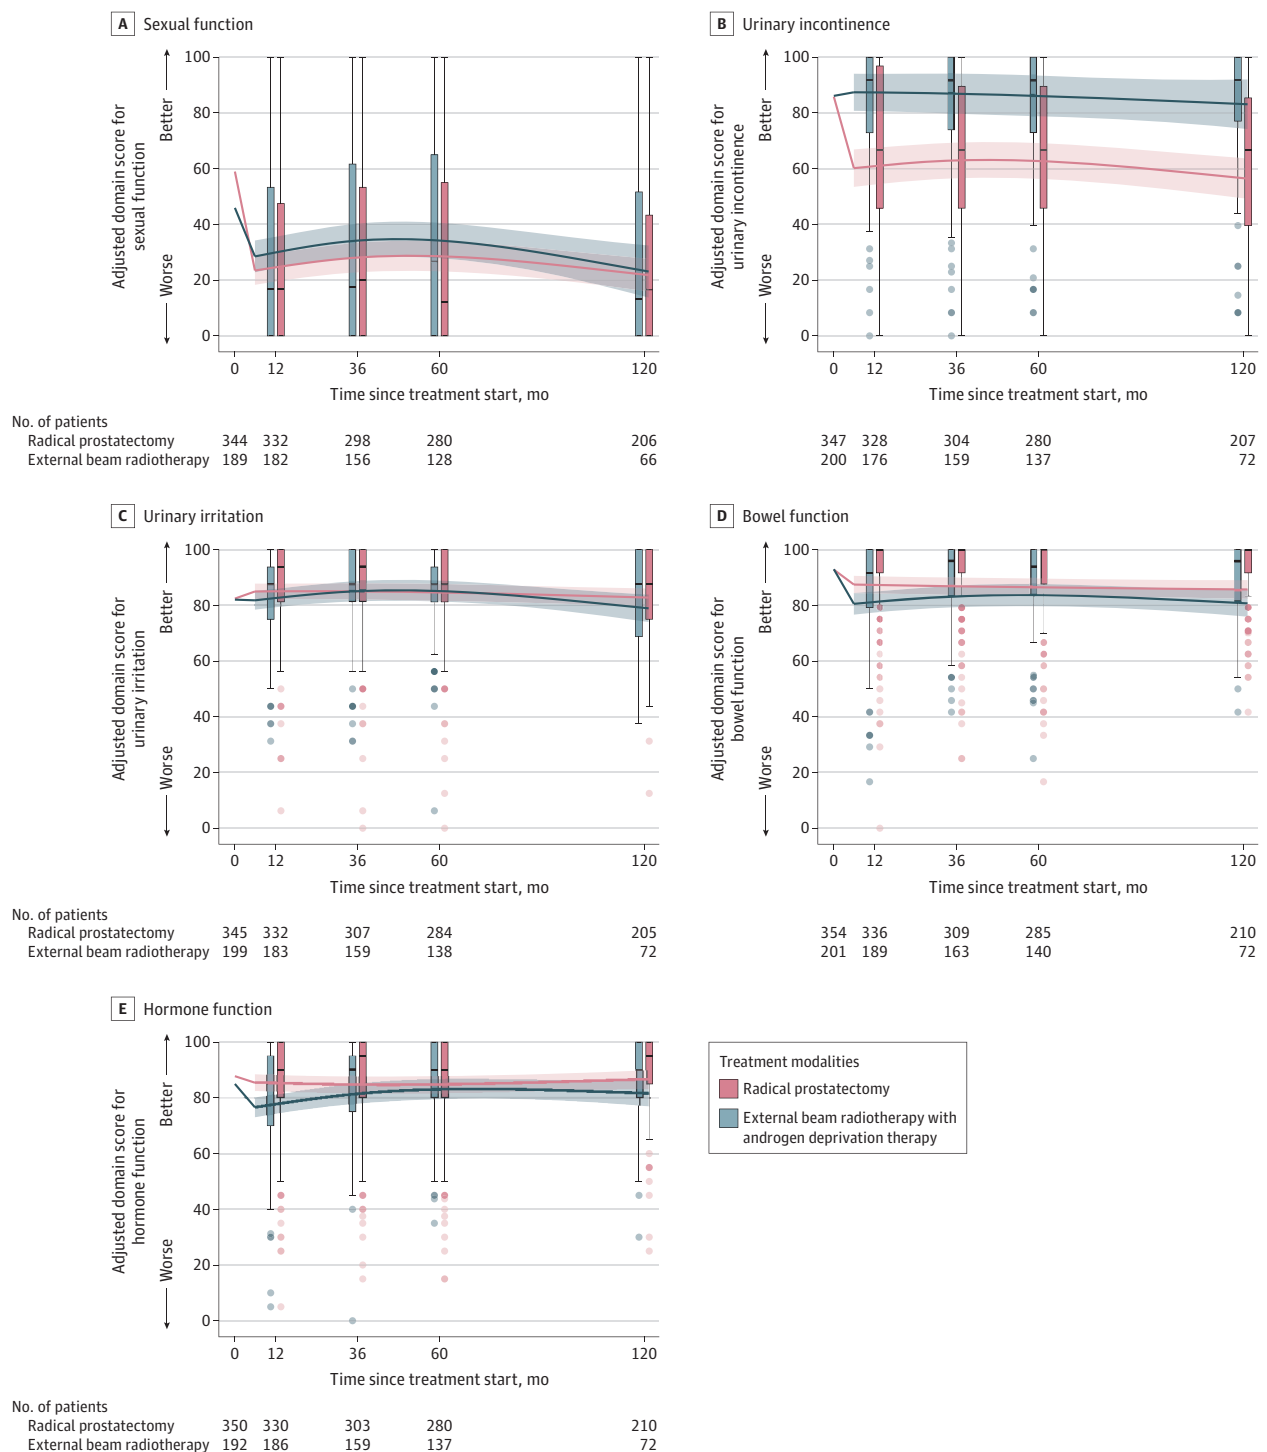 A Sexual function
Adjusted domain score for
sexual function
Worse
Better
100
80
60
40
20
0
0 12 36 60 120
Time since treatment start, mo
No. of patients
Radical prostatectomy 344 332 298 280 206
External beam radiotherapy 189 182 156 128 66
B Urinary incontinence
Adjusted domain score for
urinary incontinence
Worse
Better
100
80
60
40
20
0
0 12 36 60 120
Time since treatment start, mo
347 328 304 280 207
200 176 159 137 72
C Urinary irritation
Adjusted domain score for
urinary irritation
Worse
Better
100
80
60
40
20
0
0 12 36 60 120
Time since treatment start, mo
No. of patients
Radical prostatectomy 345 332 307 284 205
External beam radiotherapy 199 183 159 138 72
D Bowel function
Adjusted domain score for
bowel function
Worse
Better
100
80
60
40
20
0
0 12 36 60 120
Time since treatment start, mo
354 336 309 285 210
201 189 163 140 72
E Hormone function
Adjusted domain score for
hormone function
Worse
Better
100
80
60
40
20
0
0 12 36 60 120
Time since treatment start, mo
No. of patients
Radical prostatectomy 350 330 303 280 210
External beam radiotherapy 192 186 159 137 72
Treatment modalities
Radical prostatectomy
External beam radiotherapy with
androgen deprivation therapy